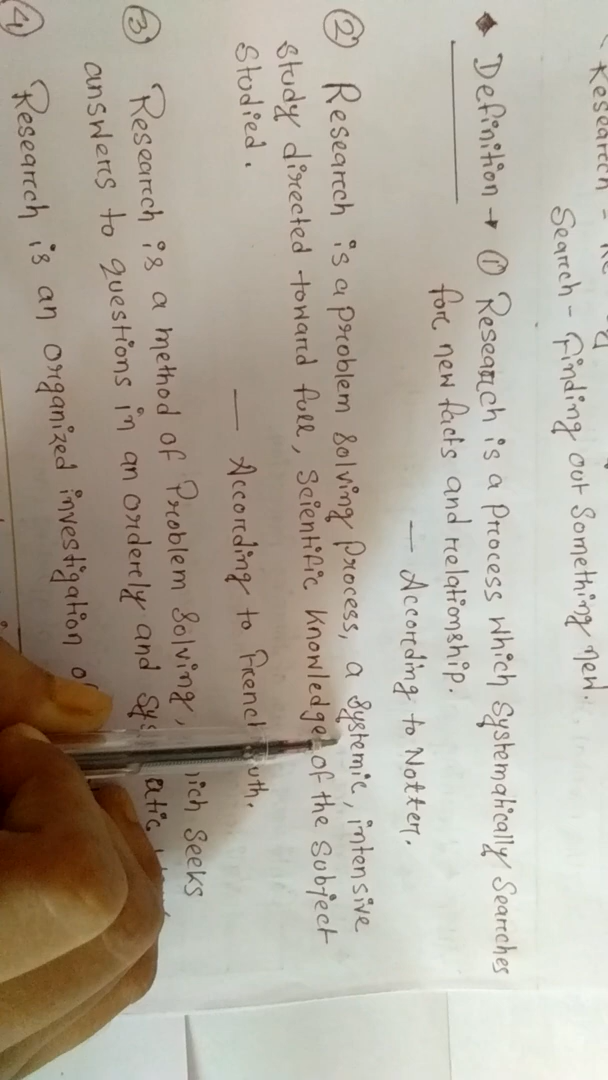 Research - Re
Search - Finding out Something new.
Definition → ① Research is a process which Systematically Searches
for new facts and relationship.
— According to Notter.
② Research is a problem solving process, a systemic, intensive
study directed toward full, Scientific knowledge of the subject
Studied.
— According to French
③ Research is a method of Problem Solving, Seeks
answers to questions in an orderly and
④ Research is an organized investigation